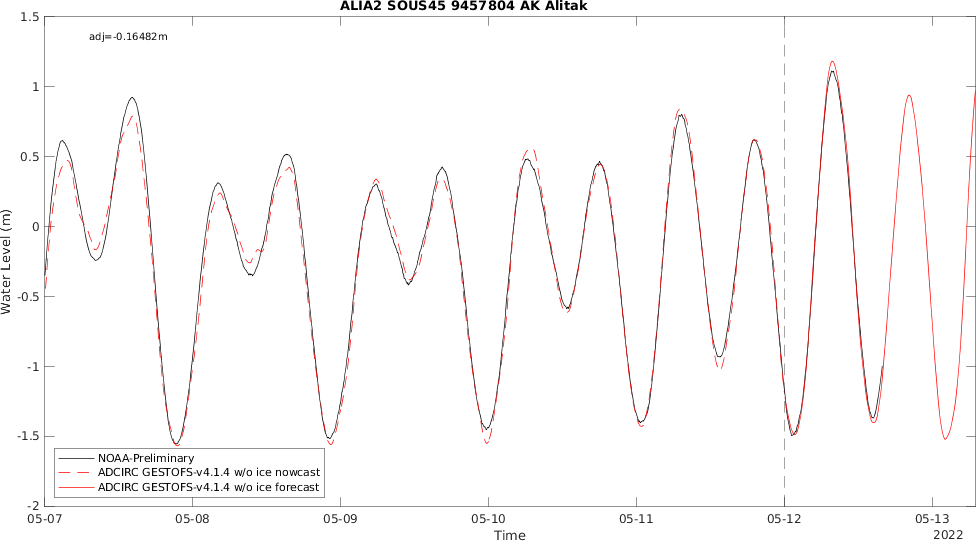 ALIA2 SOUS45 9457804 AK Alitak
adj=-0.16482m
1.5
1
0.5
0
-0.5
-1
-1.5
-2
Water Level (m)
NOAA-Preliminary
ADCIRC GESTOFS-v4.1.4 w/o ice nowcast
ADCIRC GESTOFS-v4.1.4 w/o ice forecast
05-07 05-08 05-09 05-10 05-11 05-12 05-13
Time
2022